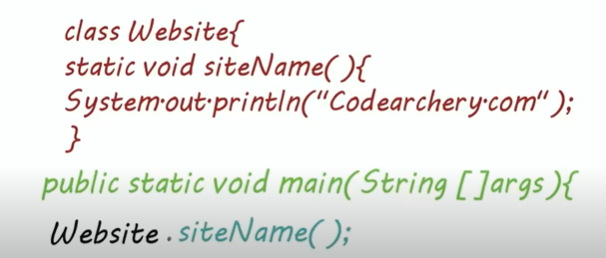 class Website{
static void siteName( ){
System.out.println("Codearchery.com" );
}
public static void main( String [ ]args ){
Website .siteName( );